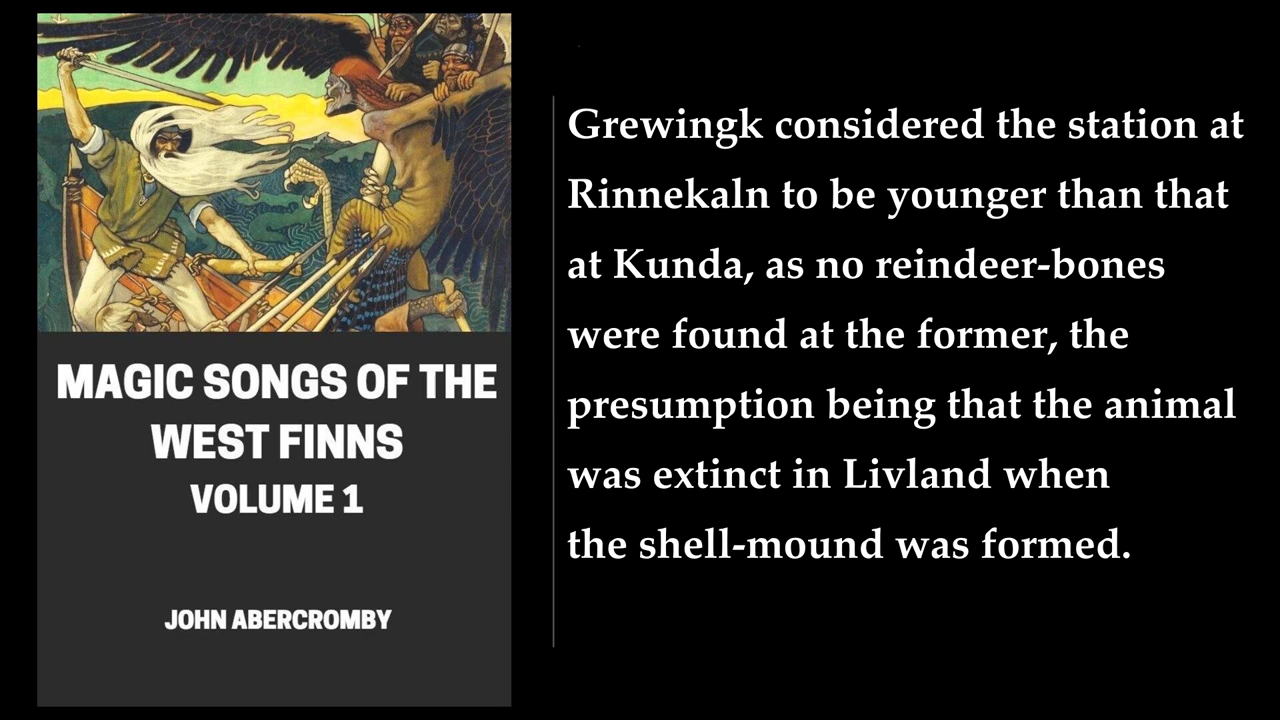 MAGIC SONGS OF THE
WEST FINNS
VOLUME 1
JOHN ABERCROMBY
Grewingk considered the station at
Rinnekaln to be younger than that
at Kunda, as no reindeer-bones
were found at the former, the
presumption being that the animal
was extinct in Livland when
the shell-mound was formed.